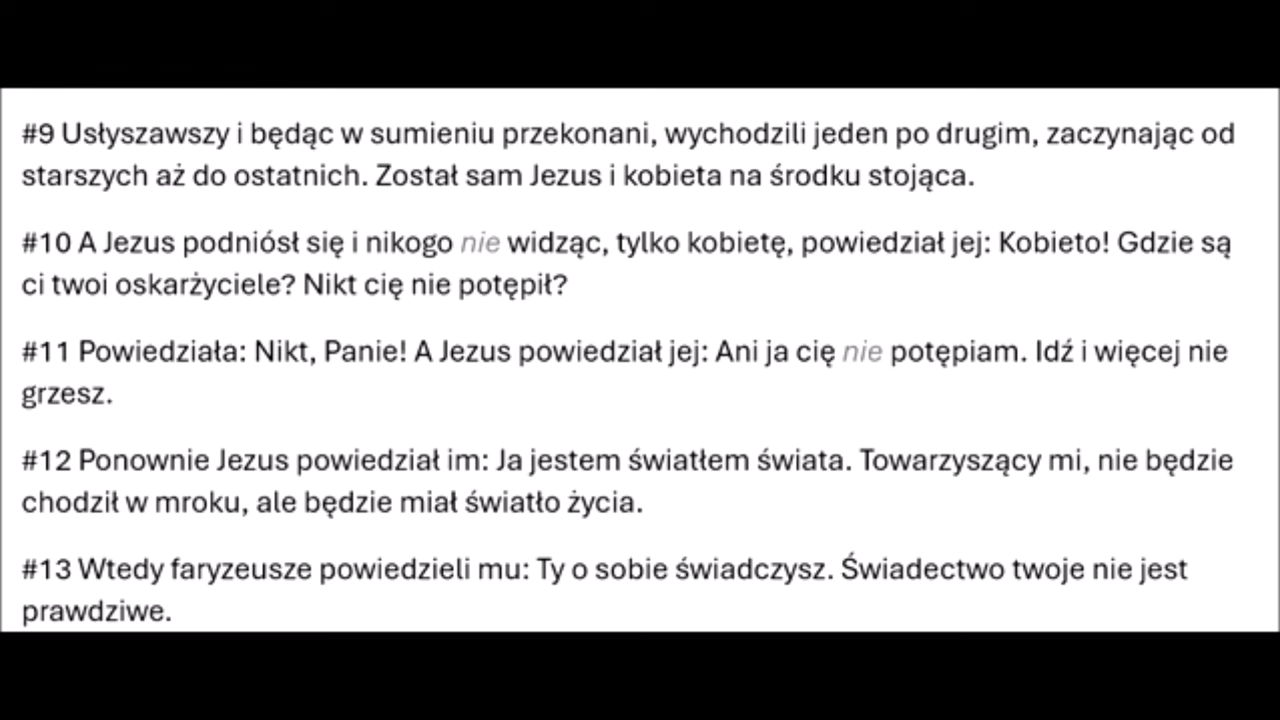 #9 Usłyszawszy i będąc w sumieniu przekonani, wychodzili jeden po drugim, zaczynając od
starszych aż do ostatnich. Został sam Jezus i kobieta na środku stojąca.
#10 A Jezus podniósł się i nikogo nie widząc, tylko kobietę, powiedział jej: Kobieto! Gdzie są
ci twoi oskarżyciele? Nikt cię nie potępił?
#11 Powiedziała: Nikt, Panie! A Jezus powiedział jej: Ani ja cię nie potępiam. Idź i więcej nie
grzesz.
#12 Ponownie Jezus powiedział im: Ja jestem światłem świata. Towarzyszący mi, nie będzie
chodził w mroku, ale będzie miał światło życia.
#13 Wtedy faryzeusze powiedzieli mu: Ty o sobie świadczysz. Świadectwo twoje nie jest
prawdziwe.